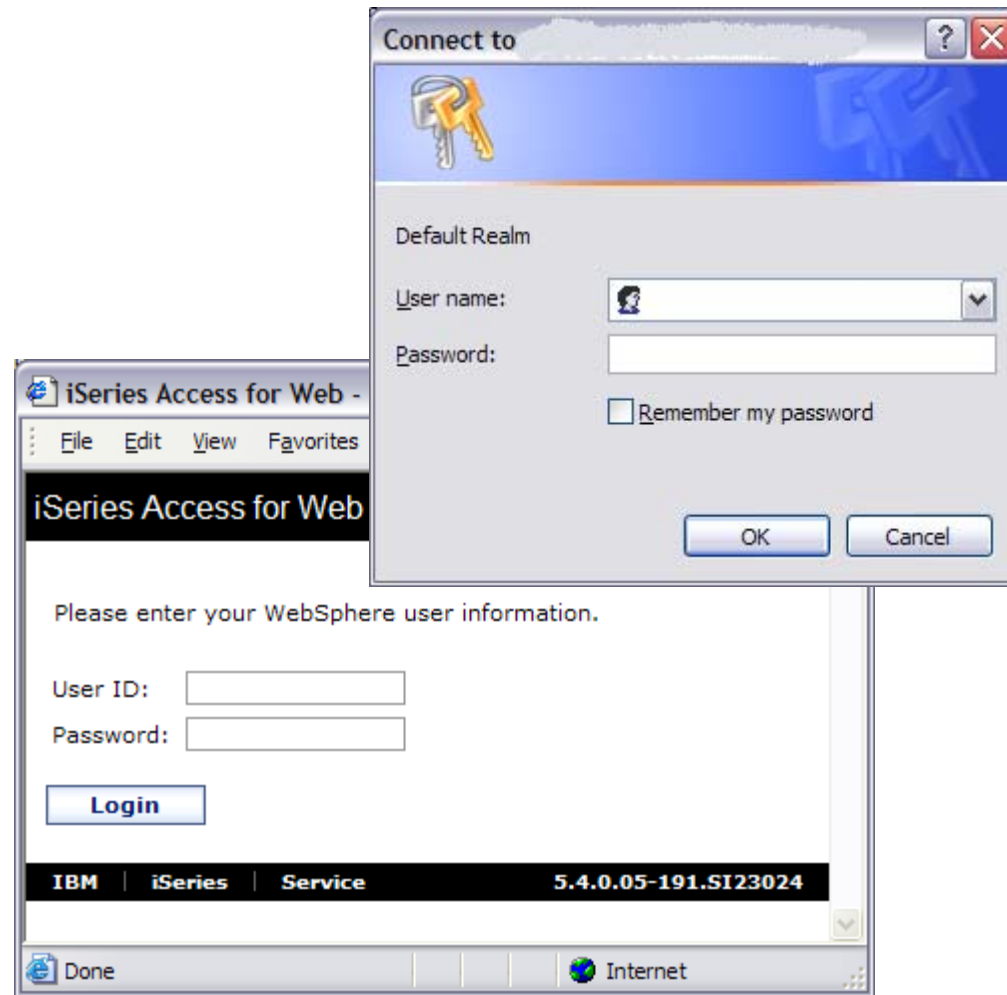 Connect to
Default Realm
User name:
Password:
Remember my password
OK Cancel
iSeries Access for Web -
File Edit View Favorites
iSeries Access for Web
Please enter your WebSphere user information.
User ID:
Password:
Login
IBM | iSeries | Service 5.4.0.05-191.SI23024
Done Internet